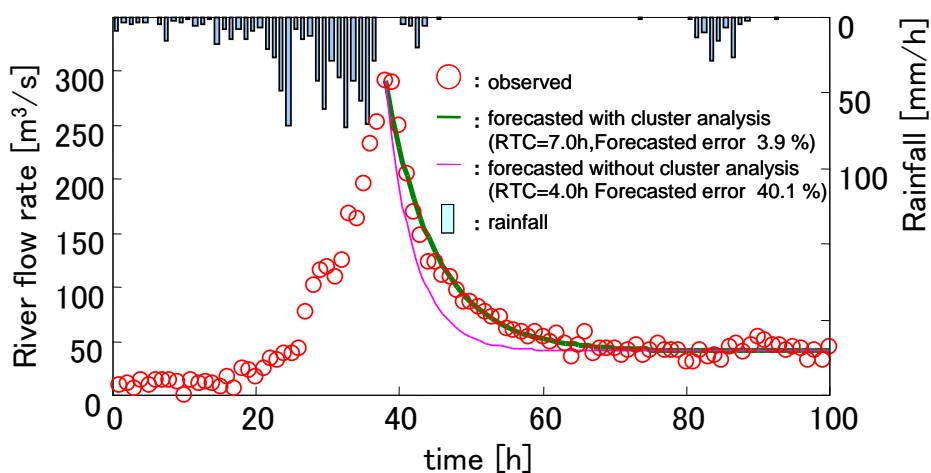 0
50
100
Rainfall [mm/h]
300
250
200
150
100
50
0
River flow rate [m³/s]
: observed
: forecasted with cluster analysis
(RTC=7.0h,Forecasted error 3.9 %)
: forecasted without cluster analysis
(RTC=4.0h Forecasted error 40.1 %)
: rainfall
0 20 40 60 80 100
time [h]